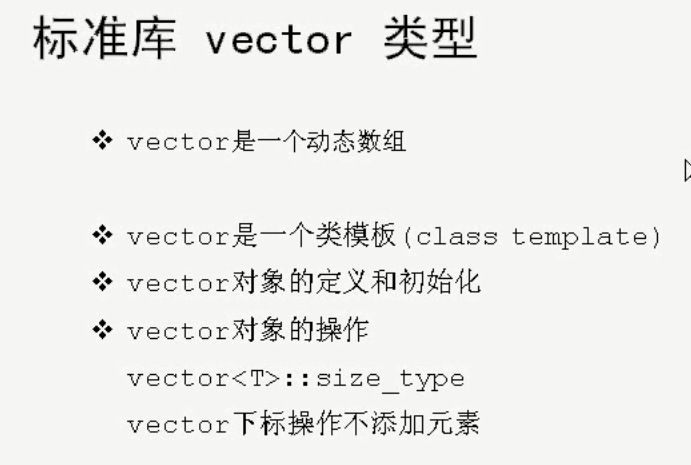 标准库 vector 类型
❖ vector是一个动态数组
❖ vector是一个类模板(class template)
❖ vector对象的定义和初始化
❖ vector对象的操作
vector<T>::size_type
vector下标操作不添加元素